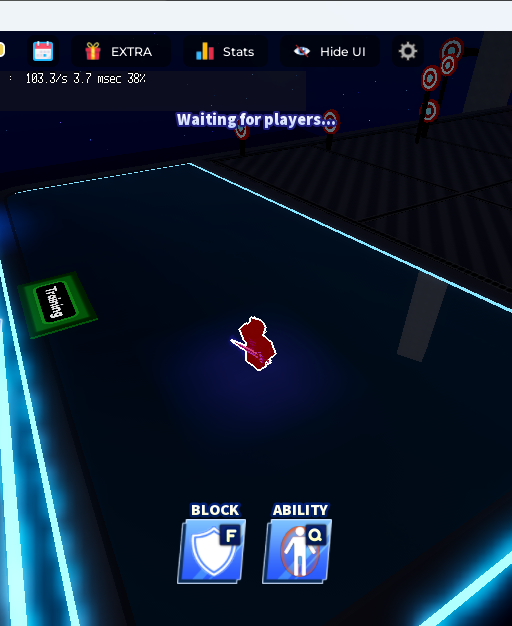 EXTRA
Stats
Hide UI
: 103.3/s 3.7 msec 38%
Waiting for players...
Training
BLOCK
ABILITY
F
Q